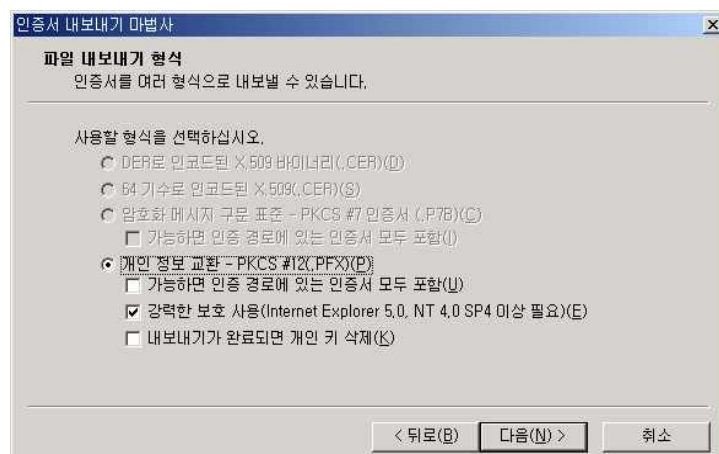 인증서 내보내기 마법사
파일 내보내기 형식
인증서를 여러 형식으로 내보낼 수 있습니다.
사용할 형식을 선택하십시오.
DER로 인코드된 X.509 바이너리(.CER)(D)
64 기수로 인코드된 X.509(.CER)(S)
암호화 메시지 구문 표준 - PKCS #7 인증서 (.P7B)(C)
가능하면 인증 경로에 있는 인증서 모두 포함(I)
개인 정보 교환 - PKCS #12(.PFX)(P)
가능하면 인증 경로에 있는 인증서 모두 포함(U)
강력한 보호 사용(Internet Explorer 5.0, NT 4.0 SP4 이상 필요)(E)
내보내기가 완료되면 개인 키 삭제(K)
< 뒤로(B) 다음(N) > 취소